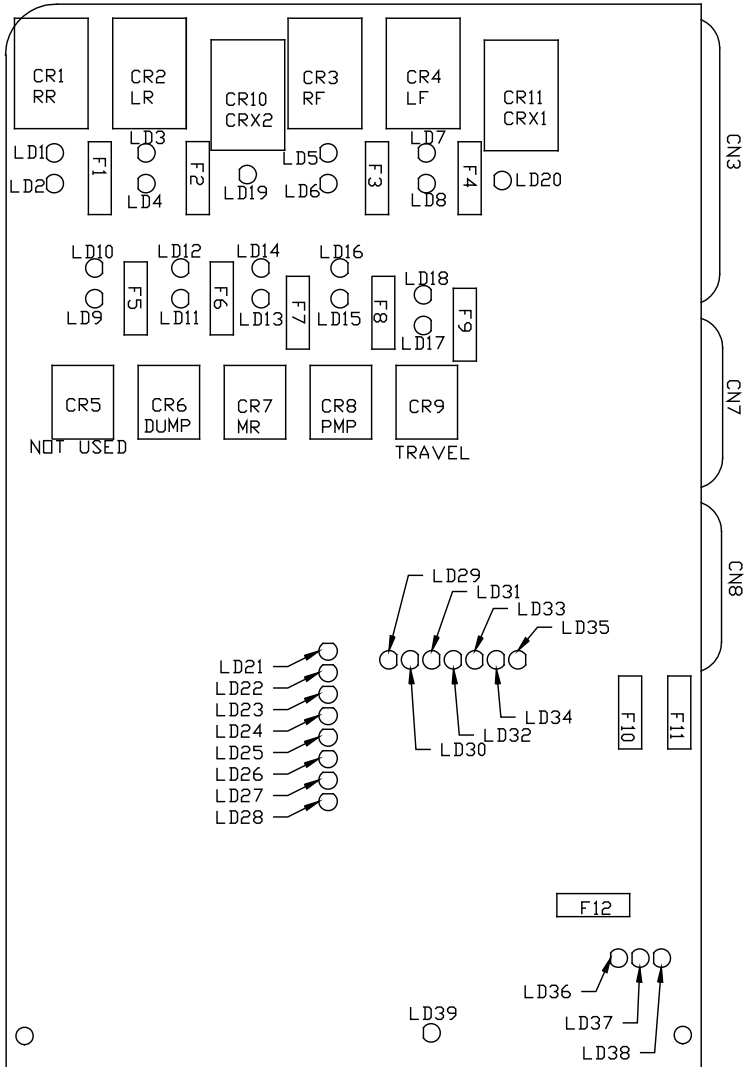 CR1
RR
CR2
LR
CR10
CRX2
CR3
RF
CR4
LF
CR11
CRX1
CN3
LD1
LD2
F1
LD3
LD4
F2
LD19
LD5
LD6
F3
LD7
LD8
F4
LD20
LD10
LD9
F5
LD12
LD11
F6
LD14
LD13
F7
LD16
LD15
F8
LD18
LD17
F9
CN7
CR5
NOT USED
CR6
DUMP
CR7
MR
CR8
PMP
CR9
TRAVEL
CN8
LD29
LD31
LD33
LD35
LD21
LD22
LD23
LD24
LD25
LD26
LD27
LD28
LD34
LD32
LD30
F10
F11
F12
LD36
LD37
LD38
LD39